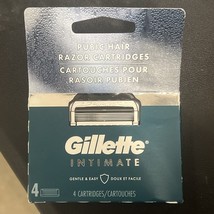 PUBIC HAIR
RAZOR CARTRIDGES
CARTOUCHES POUR
RASOIR PUBIEN
Gillette
INTIMATE
GENTLE & EASY DOUX ET FACILE
4
4 CARTRIDGES/CARTOUCHES